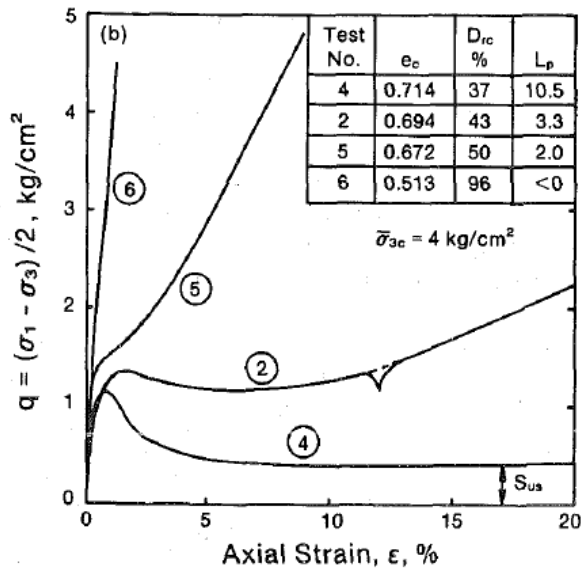 (b)
Test No. e_c D_rc % L_p
4 0.714 37 10.5
2 0.694 43 3.3
5 0.672 50 2.0
6 0.513 96 <0
σ̄_3c = 4 kg/cm²
6
5
2
4
S_us
q = (σ₁ - σ₃)/2, kg/cm²
5
4
3
2
1
0
0 5 10 15 20
Axial Strain, ε, %